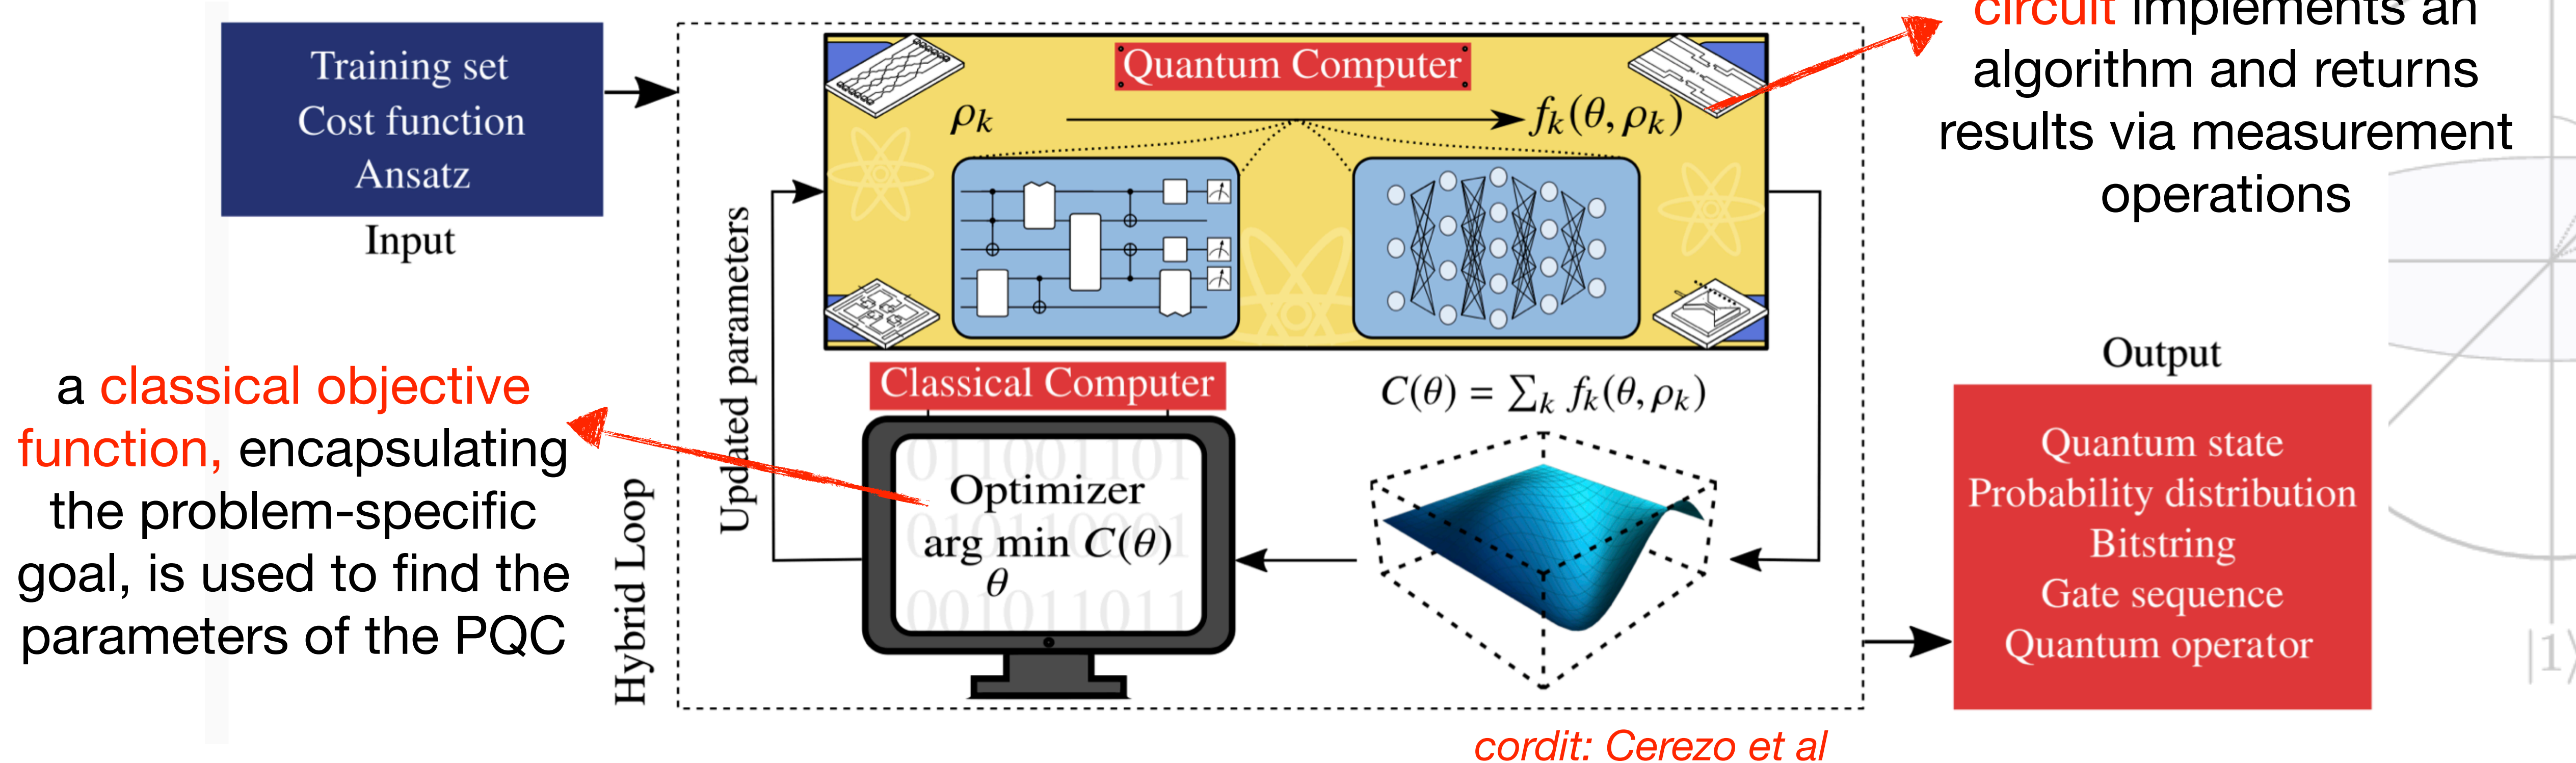 Training set
Cost function
Ansatz
Input
Quantum Computer
ρk
fk(θ, ρk)
circuit implements an
algorithm and returns
results via measurement
operations
Updated parameters
Hybrid Loop
a classical objective
function, encapsulating
the problem-specific
goal, is used to find the
parameters of the PQC
Classical Computer
011001101
Optimizer
arg min C(θ)
θ
001011011
C(θ) = ∑k fk(θ, ρk)
Output
Quantum state
Probability distribution
Bitstring
Gate sequence
Quantum operator
|1⟩
cordit: Cerezo et al